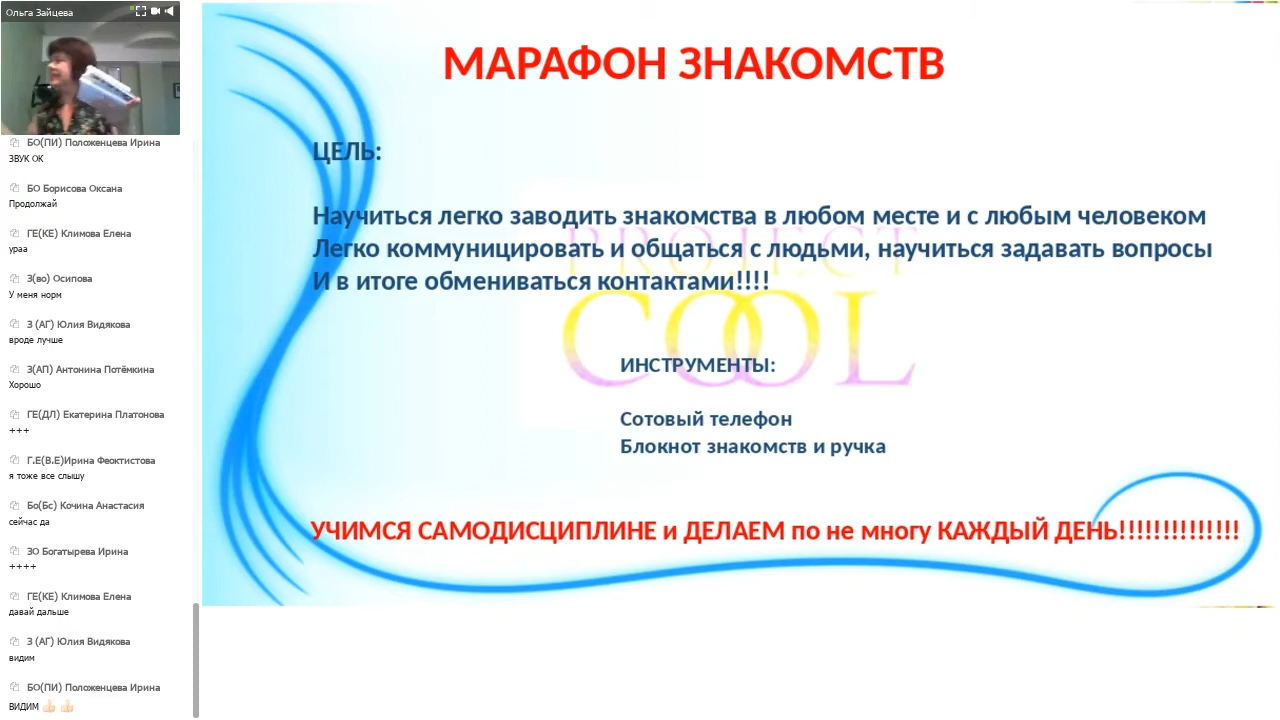 Ольга Зайцева
БО(ПИ) Положенцева Ирина
ЗВУК ОК
БО Борисова Оксана
Продолжай
ГЕ(КЕ) Климова Елена
ураа
З(во) Осипова
У меня норм
З (АГ) Юлия Видякова
вроде лучше
З(АП) Антонина Потёмкина
Хорошо
ГЕ(ДЛ) Екатерина Платонова
+++
Г.Е(В.Е)Ирина Феоктистова
я тоже все слышу
Бо(Бс) Кочина Анастасия
сейчас да
ЗО Богатырева Ирина
++++
ГЕ(КЕ) Климова Елена
давай дальше
З (АГ) Юлия Видякова
видим
БО(ПИ) Положенцева Ирина
ВИДИМ 👍🏻 👍🏻
МАРАФОН ЗНАКОМСТВ
ЦЕЛЬ:
Научиться легко заводить знакомства в любом месте и с любым человеком
Легко коммуницировать и общаться с людьми, научиться задавать вопросы
И в итоге обмениваться контактами!!!!
PROJECT
COOL
ИНСТРУМЕНТЫ:
Сотовый телефон
Блокнот знакомств и ручка
УЧИМСЯ САМОДИСЦИПЛИНЕ и ДЕЛАЕМ по не многу КАЖДЫЙ ДЕНЬ!!!!!!!!!!!!!!